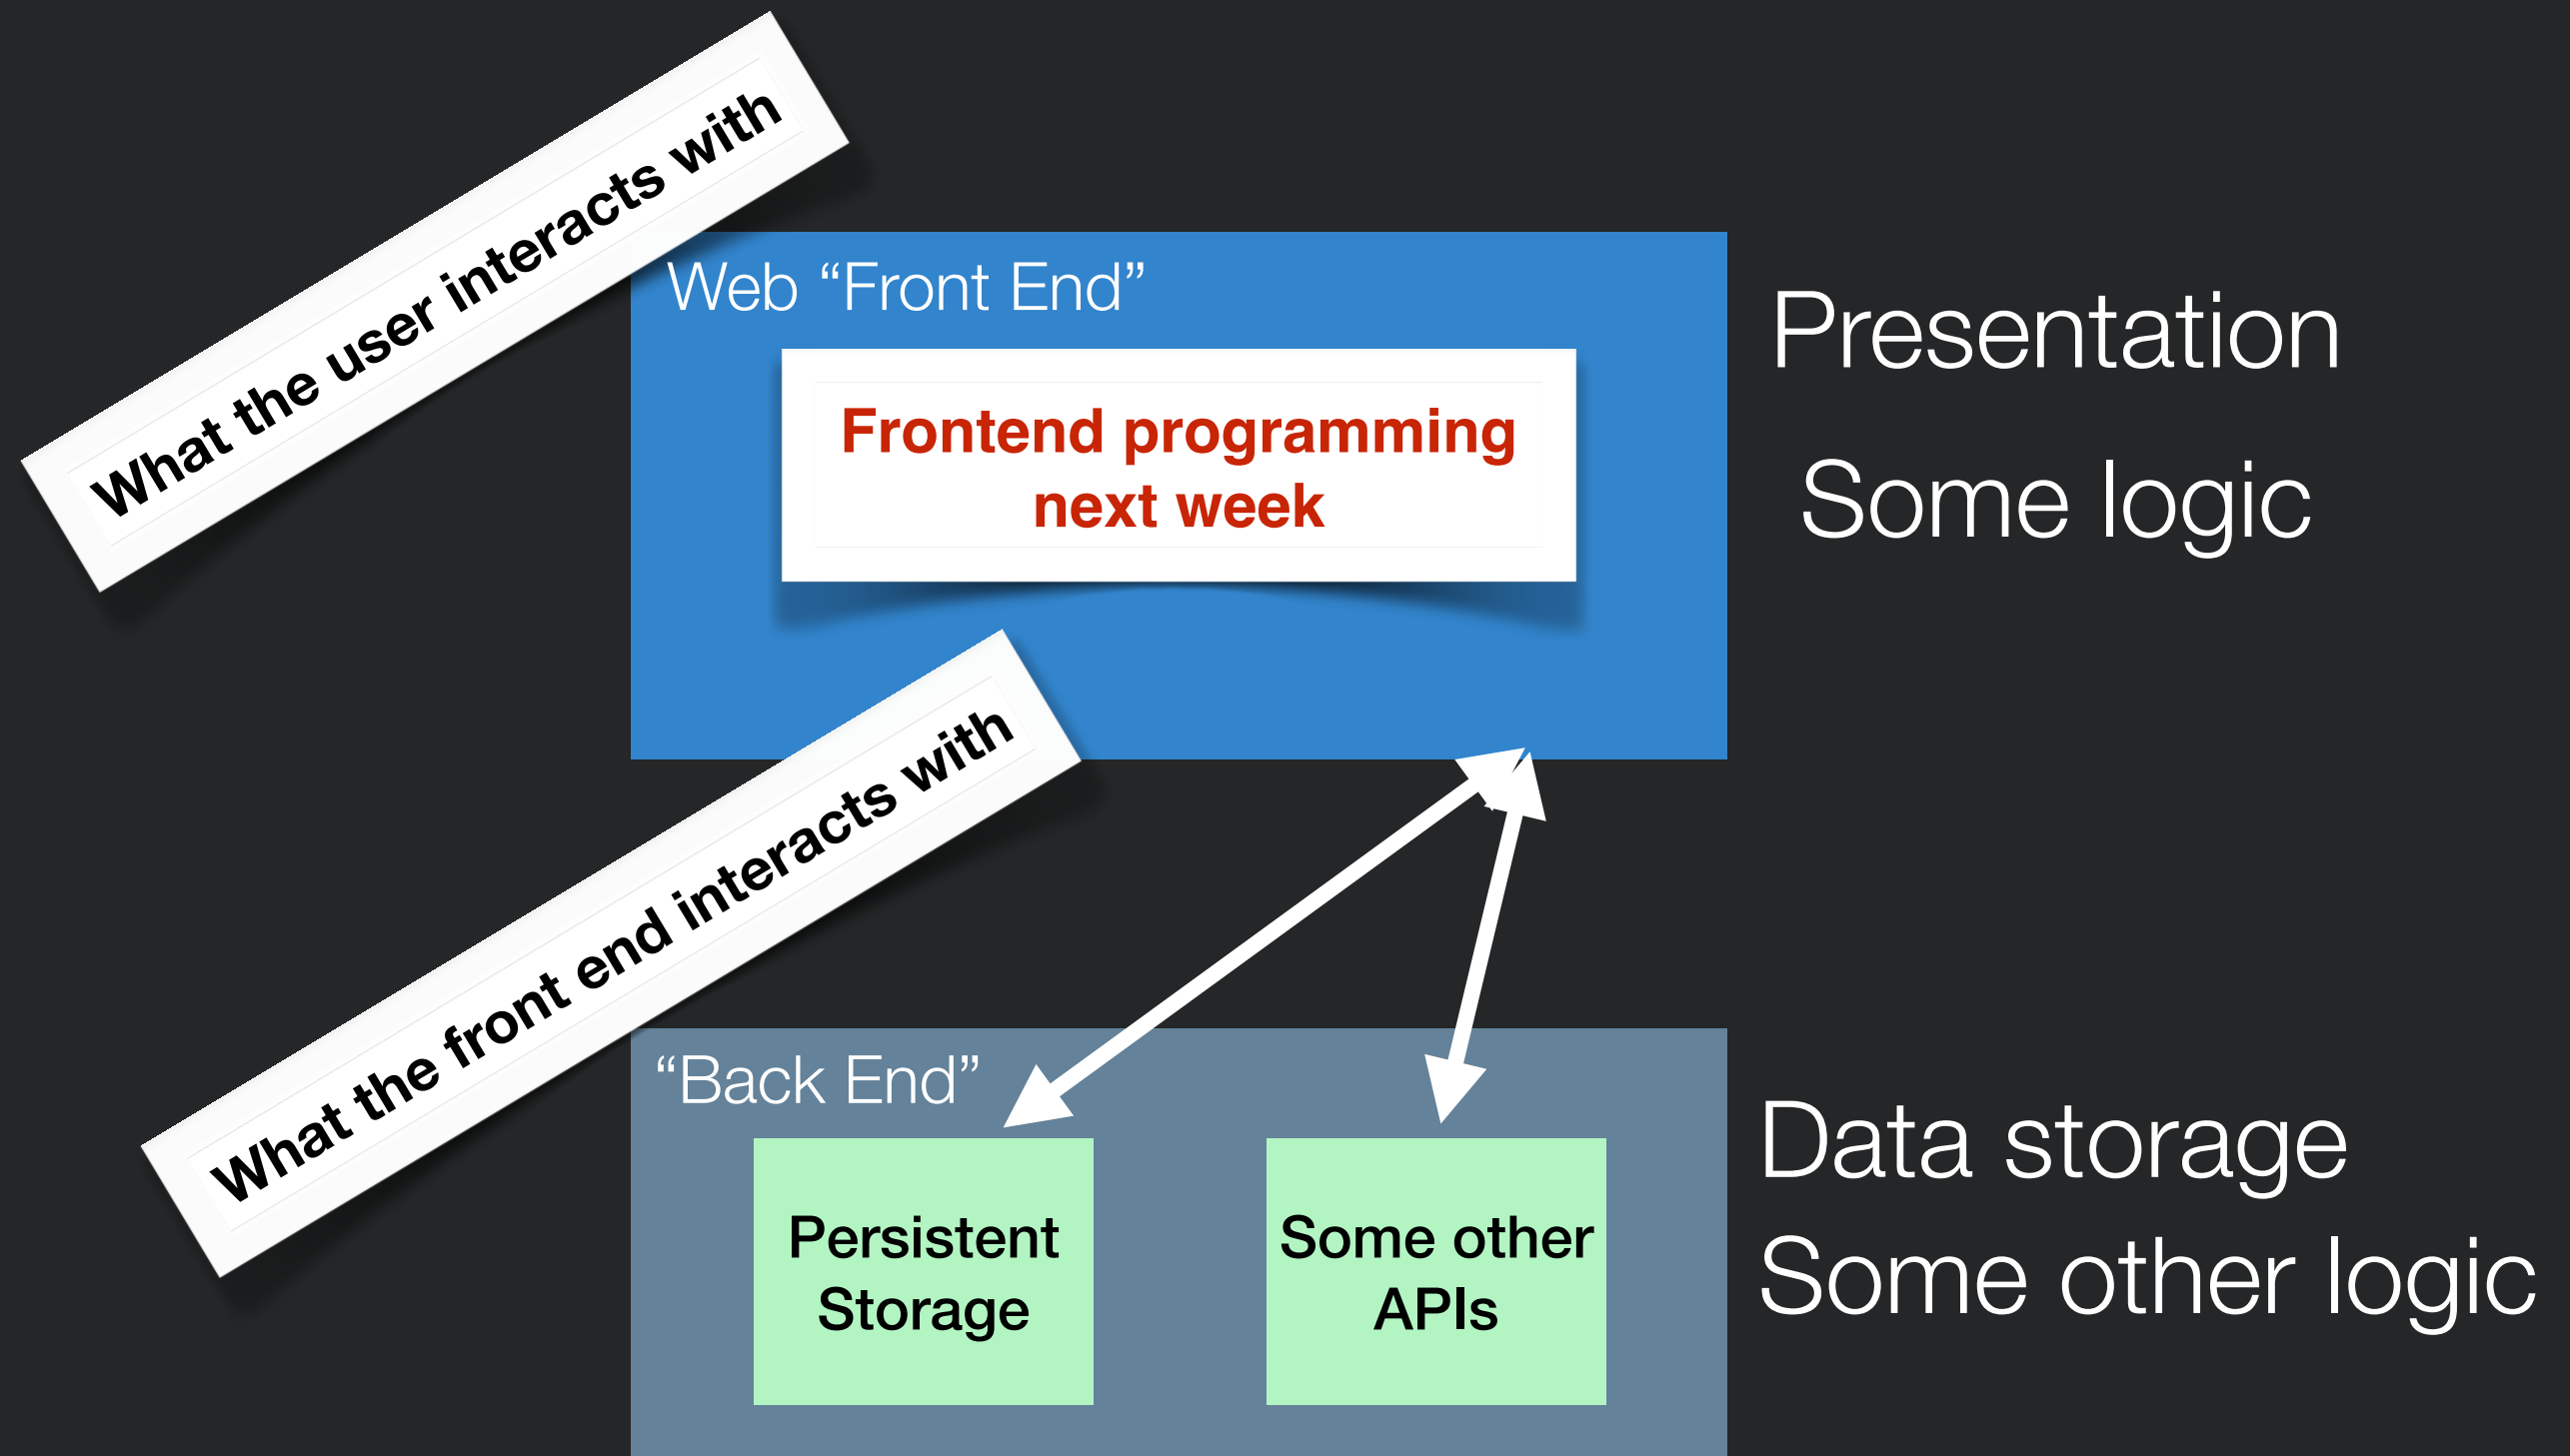 What the user interacts with
Web “Front End”
Frontend programming
next week
Presentation
Some logic
What the front end interacts with
“Back End”
Persistent
Storage
Some other
APIs
Data storage
Some other logic